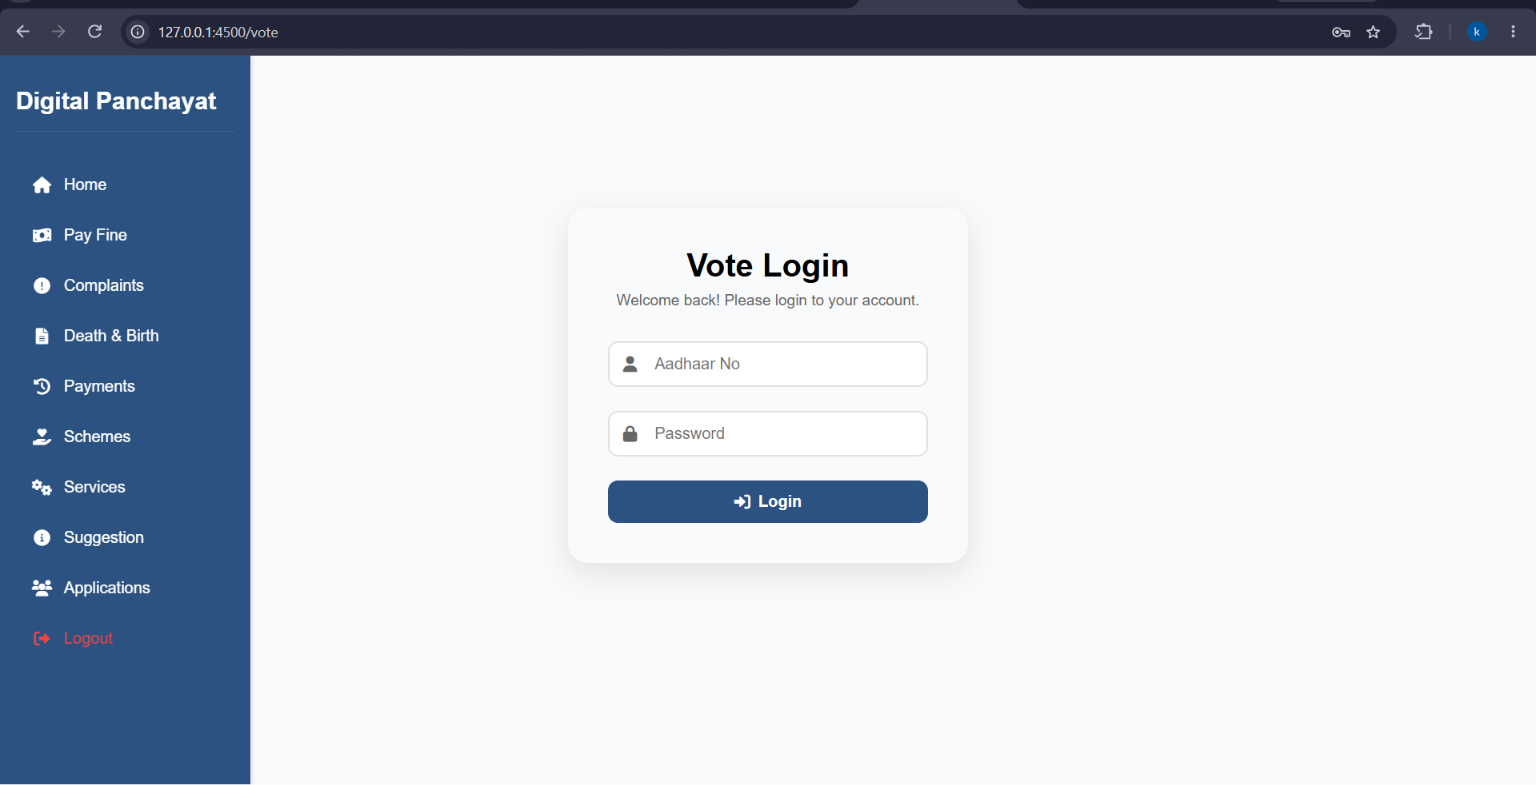 127.0.0.1:4500/vote
k
Digital Panchayat
Home
Pay Fine
Complaints
Death & Birth
Payments
Schemes
Services
Suggestion
Applications
Logout
Vote Login
Welcome back! Please login to your account.
Aadhaar No
Password
Login